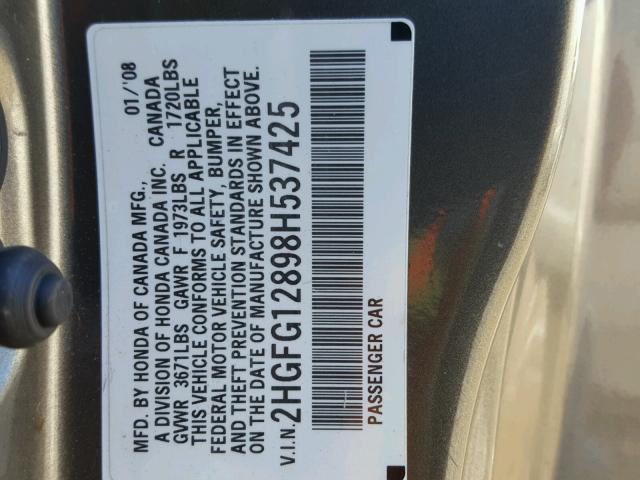 MFD. BY HONDA OF CANADA MFG., 01/'08
A DIVISION OF HONDA CANADA INC. CANADA
GVWR 3671LBS GAWR F 1973LBS R 1720LBS
THIS VEHICLE CONFORMS TO ALL APPLICABLE
FEDERAL MOTOR VEHICLE SAFETY, BUMPER,
AND THEFT PREVENTION STANDARDS IN EFFECT
ON THE DATE OF MANUFACTURE SHOWN ABOVE.
V.I.N. 2HGFG12898H537425
PASSENGER CAR